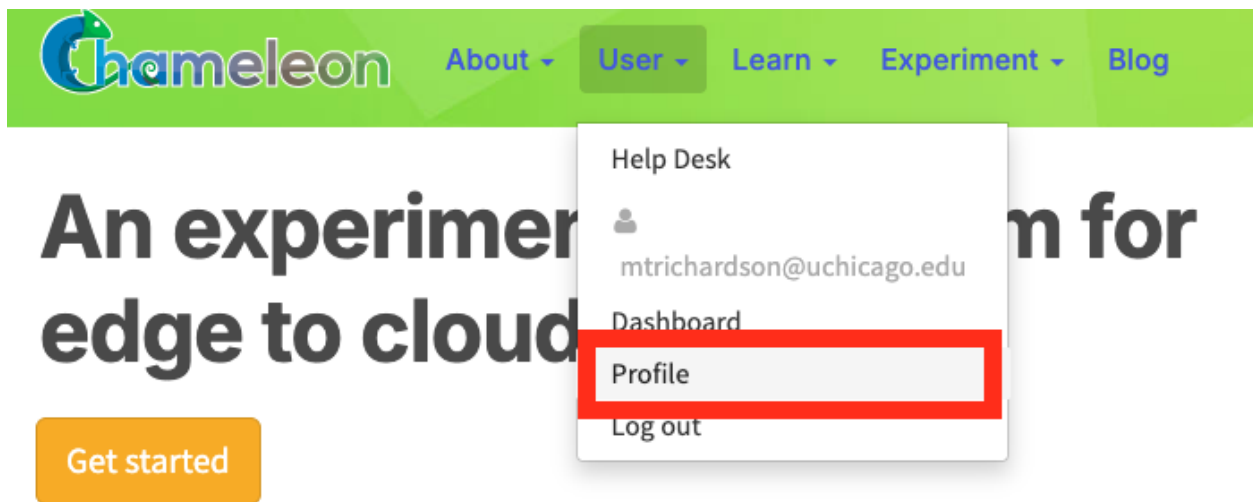 Chameleon About User Learn Experiment Blog
Help Desk
mtrichardson@uchicago.edu
Dashboard
Profile
Log out
An experimen m for
edge to cloud
Get started